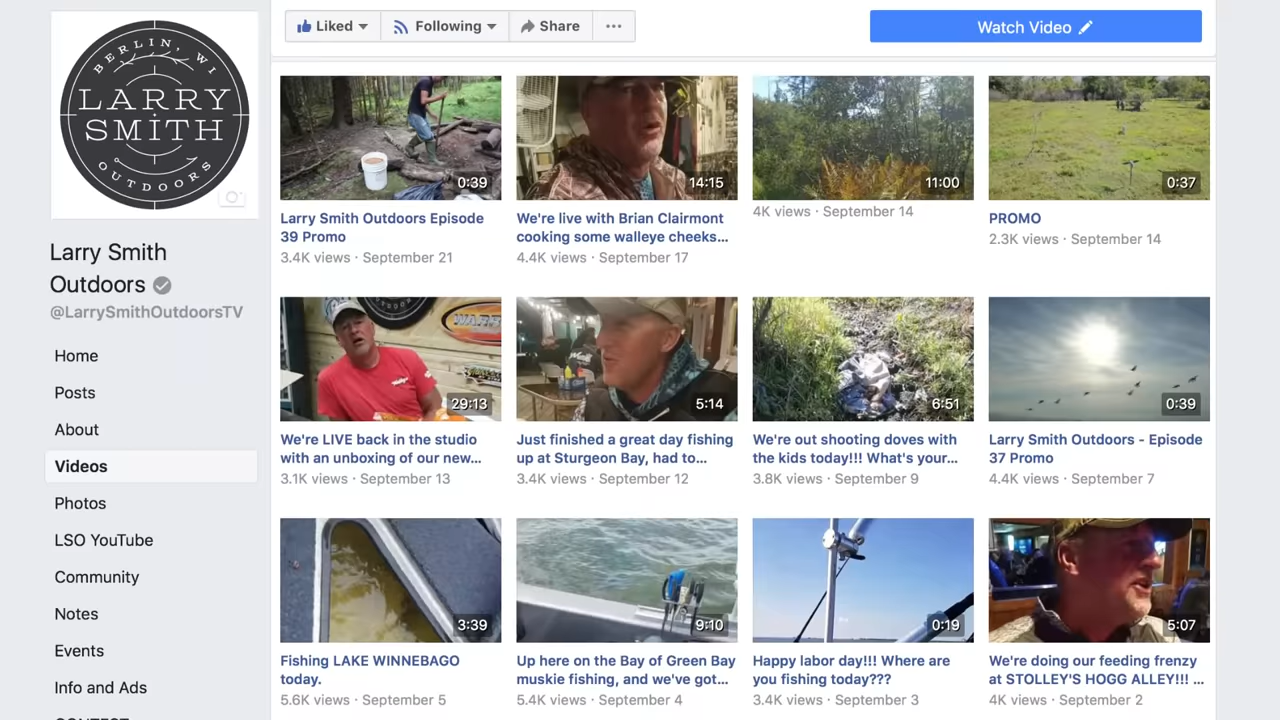 BERLIN, WI
LARRY
SMITH
OUTDOORS
Larry Smith
Outdoors
@LarrySmithOutdoorsTV
Home
Posts
About
Videos
Photos
LSO YouTube
Community
Notes
Events
Info and Ads
Liked
Following
Share
Watch Video
0:39
14:15
11:00
0:37
Larry Smith Outdoors Episode
39 Promo
3.4K views · September 21
We're live with Brian Clairmont
cooking some walleye cheeks...
4.4K views · September 17
4K views · September 14
PROMO
2.3K views · September 14
29:13
5:14
6:51
0:39
We're LIVE back in the studio
with an unboxing of our new...
3.1K views · September 13
Just finished a great day fishing
up at Sturgeon Bay, had to...
3.4K views · September 12
We're out shooting doves with
the kids today!!! What's your...
3.8K views · September 9
Larry Smith Outdoors - Episode
37 Promo
4.4K views · September 7
3:39
9:10
0:19
5:07
Fishing LAKE WINNEBAGO
today.
5.6K views · September 5
Up here on the Bay of Green Bay
muskie fishing, and we've got...
5.4K views · September 4
Happy labor day!!! Where are
you fishing today???
3.4K views · September 3
We're doing our feeding frenzy
at STOLLEY'S HOGG ALLEY!!! ...
4K views · September 2